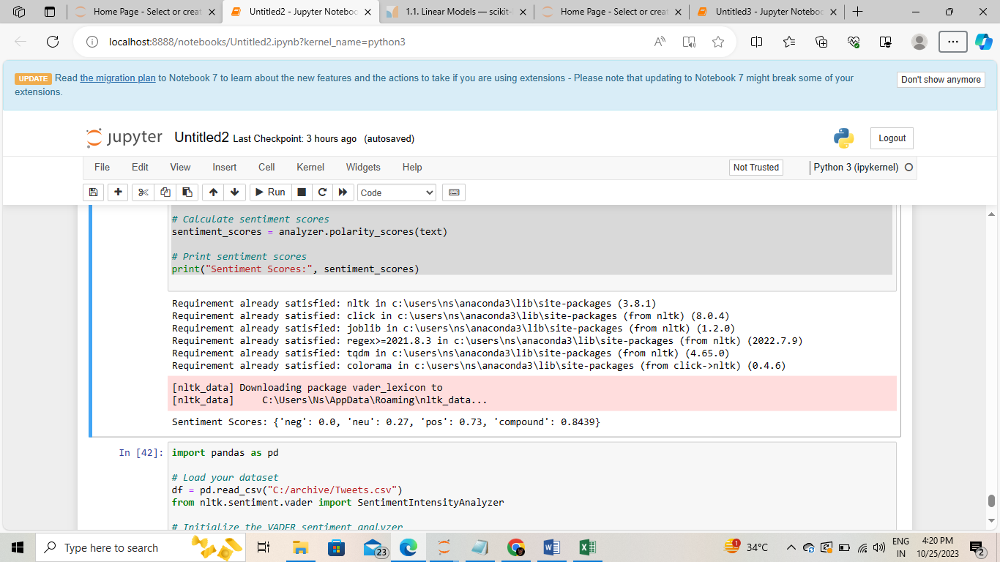 Home Page - Select or creat
Untitled2 - Jupyter Noteboo
1.1. Linear Models — scikit-
Home Page - Select or creat
Untitled3 - Jupyter Noteboo
localhost:8888/notebooks/Untitled2.ipynb?kernel_name=python3
UPDATE Read the migration plan to Notebook 7 to learn about the new features and the actions to take if you are using extensions - Please note that updating to Notebook 7 might break some of your
extensions.
Don't show anymore
jupyter Untitled2 Last Checkpoint: 3 hours ago (autosaved)
Logout
File Edit View Insert Cell Kernel Widgets Help
Not Trusted
Python 3 (ipykernel)
Run
Code
# Calculate sentiment scores
sentiment_scores = analyzer.polarity_scores(text)
# Print sentiment scores
print("Sentiment Scores:", sentiment_scores)
Requirement already satisfied: nltk in c:\users\ns\anaconda3\lib\site-packages (3.8.1)
Requirement already satisfied: click in c:\users\ns\anaconda3\lib\site-packages (from nltk) (8.0.4)
Requirement already satisfied: joblib in c:\users\ns\anaconda3\lib\site-packages (from nltk) (1.2.0)
Requirement already satisfied: regex>=2021.8.3 in c:\users\ns\anaconda3\lib\site-packages (from nltk) (2022.7.9)
Requirement already satisfied: tqdm in c:\users\ns\anaconda3\lib\site-packages (from nltk) (4.65.0)
Requirement already satisfied: colorama in c:\users\ns\anaconda3\lib\site-packages (from click->nltk) (0.4.6)
[nltk_data] Downloading package vader_lexicon to
[nltk_data]     C:\Users\Ns\AppData\Roaming\nltk_data...
Sentiment Scores: {'neg': 0.0, 'neu': 0.27, 'pos': 0.73, 'compound': 0.8439}
In [42]: import pandas as pd
# Load your dataset
df = pd.read_csv("C:/archive/Tweets.csv")
from nltk.sentiment.vader import SentimentIntensityAnalyzer
# Initialize the VADER sentiment analyzer
Type here to search
23
1
34°C
ENG
IN
4:20 PM
10/25/2023
2